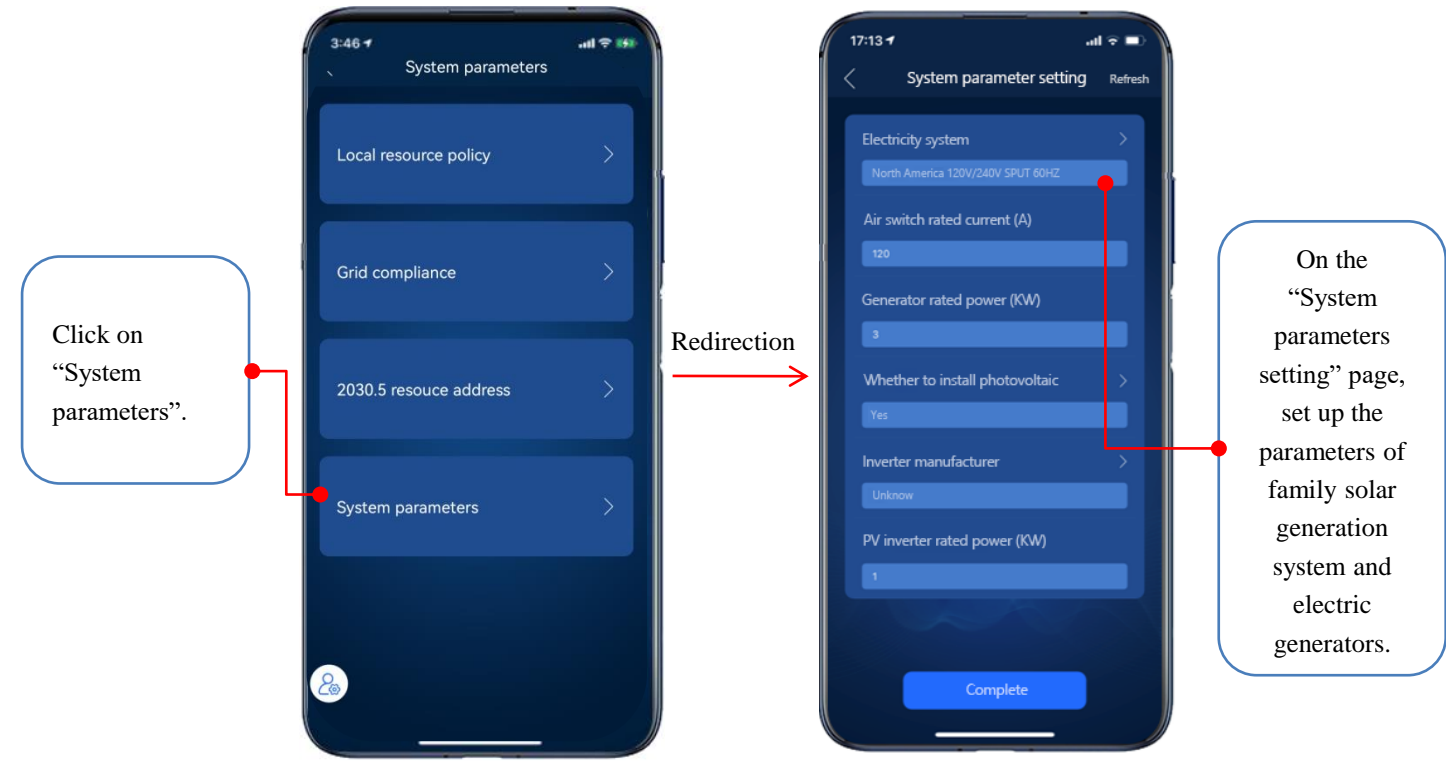 Click on
“System
parameters”.
3:46
System parameters
Local resource policy
Grid compliance
2030.5 resouce address
System parameters
Redirection
17:13
System parameter setting
Refresh
Electricity system
North America 120V/240V SPUT 60HZ
Air switch rated current (A)
120
Generator rated power (KW)
3
Whether to install photovoltaic
Yes
Inverter manufacturer
Unknow
PV inverter rated power (KW)
1
Complete
On the
“System
parameters
setting” page,
set up the
parameters of
family solar
generation
system and
electric
generators.